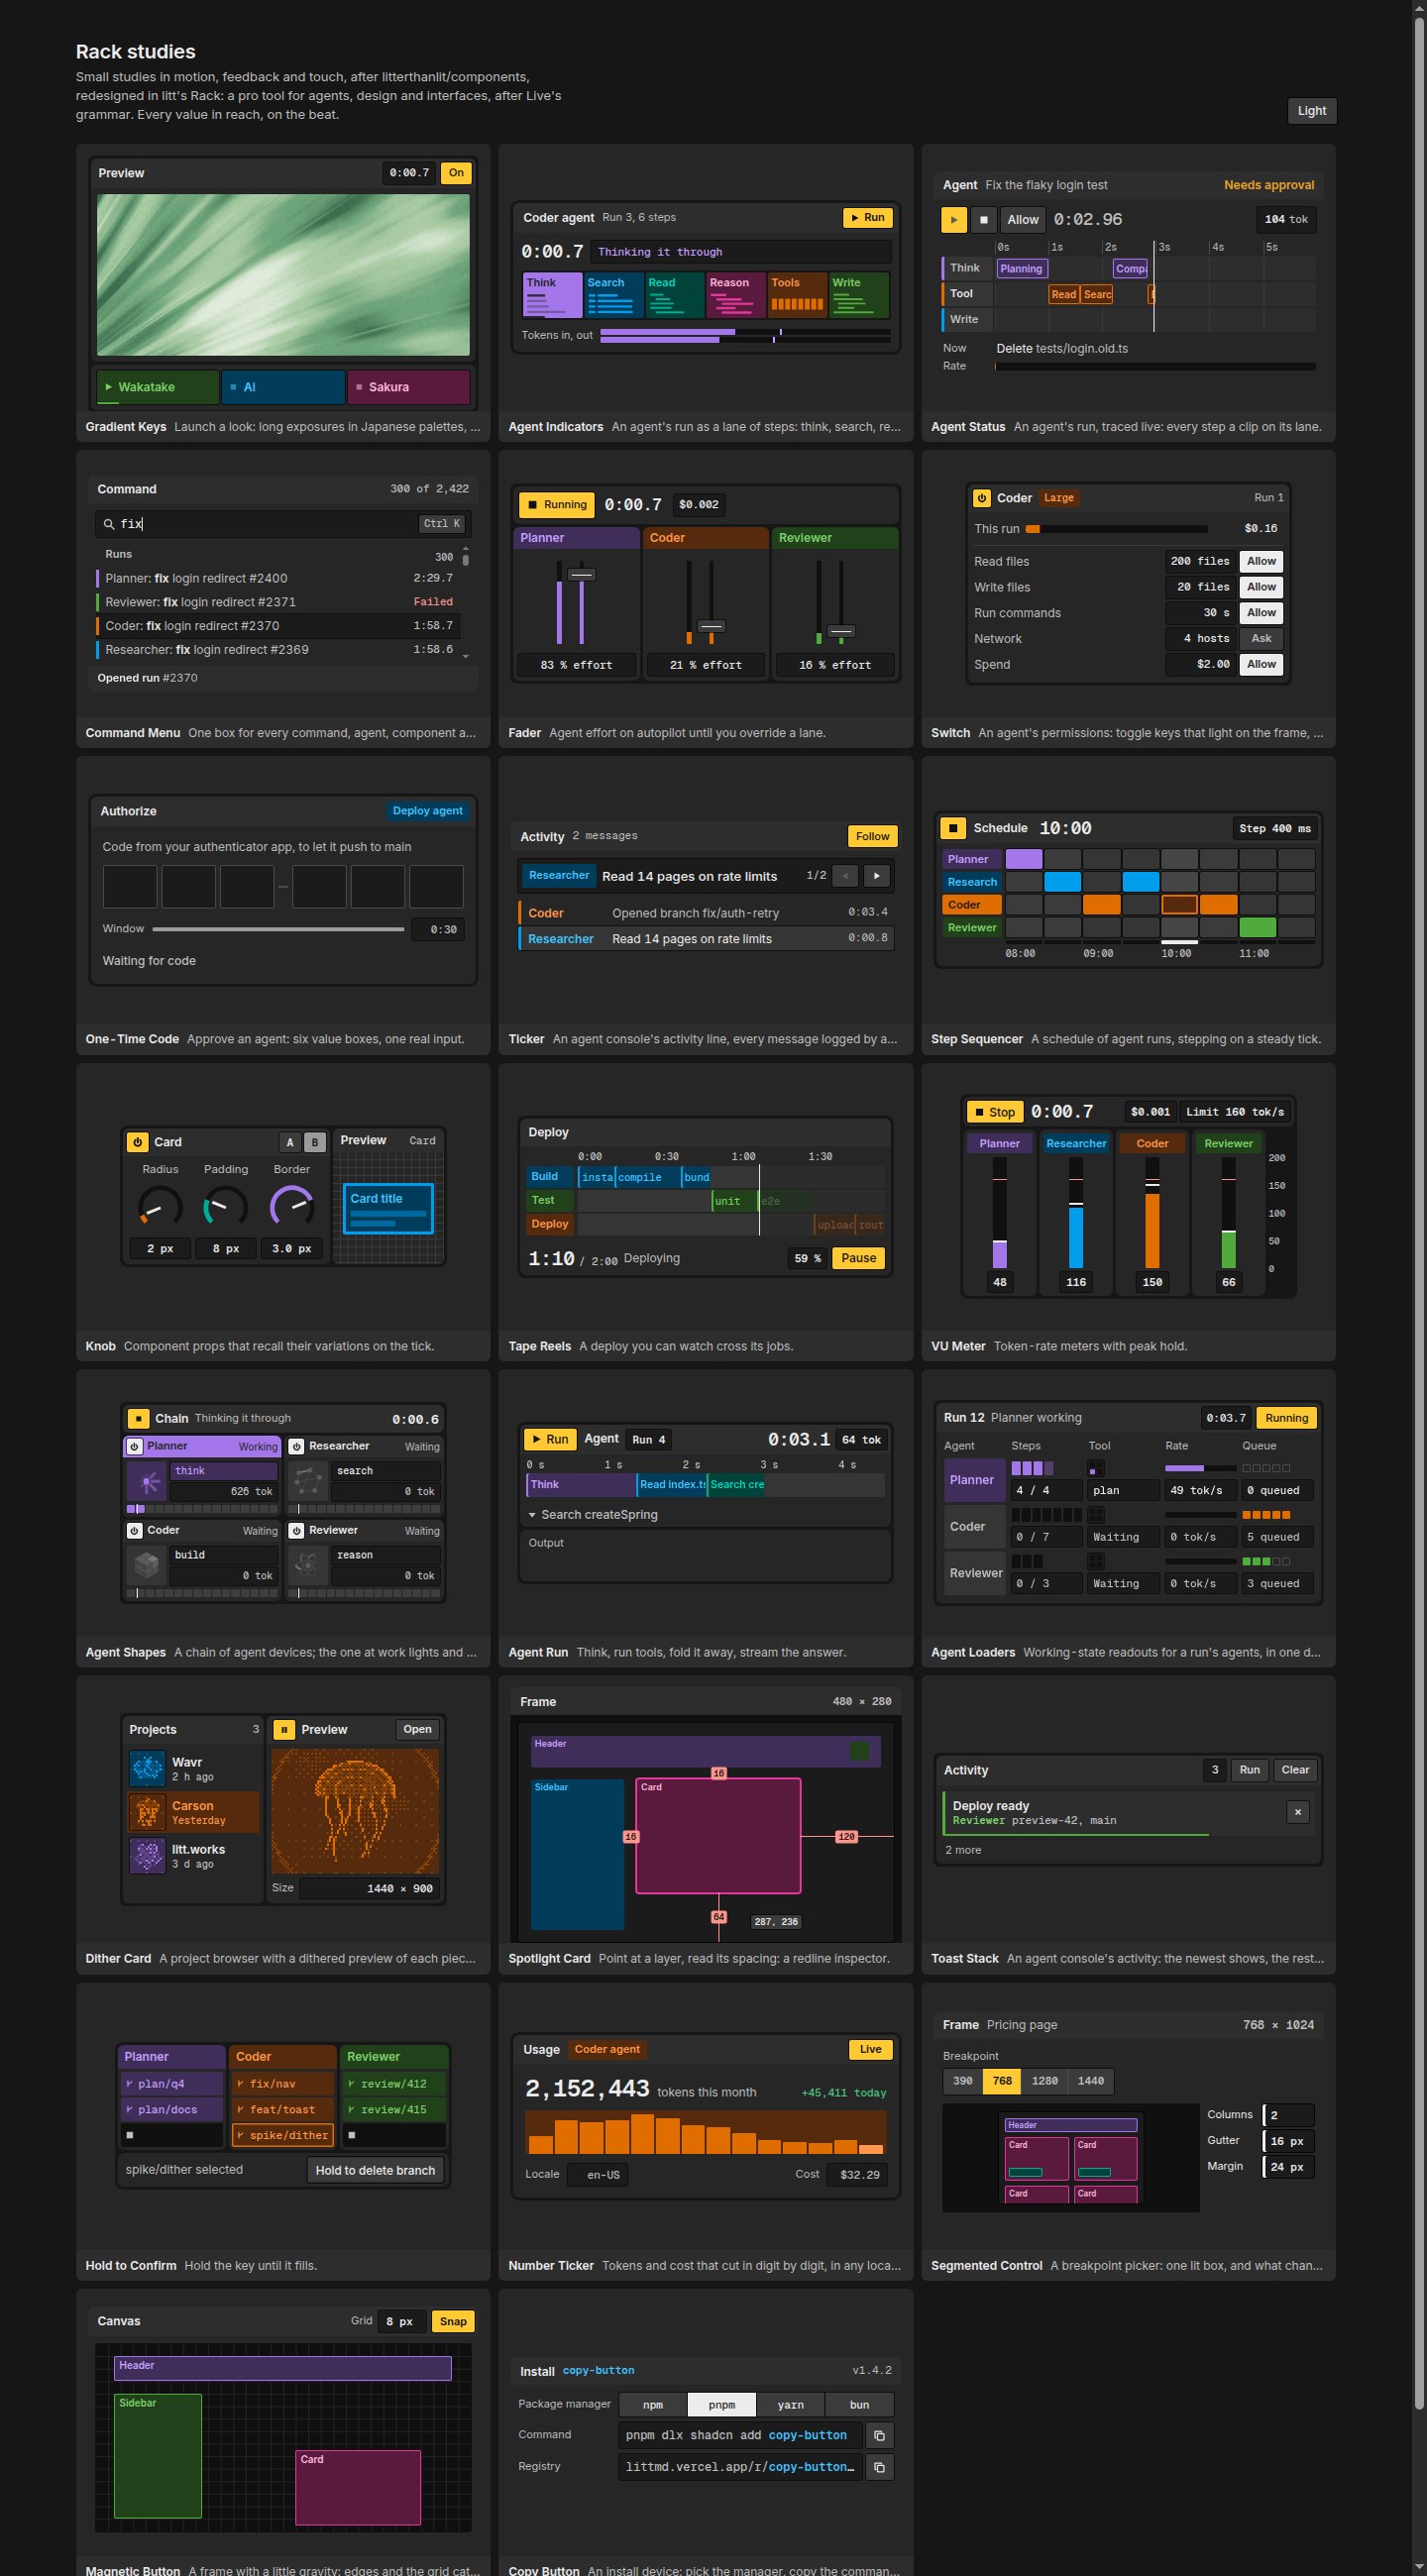 Rack studies
Small studies in motion, feedback and touch, after litterthanlit/components,
redesigned in litt's Rack: a pro tool for agents, design and interfaces, after Live's
grammar. Every value in reach, on the beat.
Light
Preview 0:00.7 On
Wakatake Ai Sakura
Gradient Keys Launch a look: long exposures in Japanese palettes, ...
Coder agent Run 3, 6 steps Run
0:00.7 Thinking it through
Think Search Read Reason Tools Write
Tokens in, out
Agent Indicators An agent's run as a lane of steps: think, search, re...
Agent Fix the flaky login test Needs approval
Allow 0:02.96 104 tok
0s 1s 2s 3s 4s 5s
Think Planning Compa
Tool Read Searc
Write
Now Delete tests/login.old.ts
Rate
Agent Status An agent's run, traced live: every step a clip on its lane.
Command 300 of 2,422
fix Ctrl K
Runs 300
Planner: fix login redirect #2400 2:29.7
Reviewer: fix login redirect #2371 Failed
Coder: fix login redirect #2370 1:58.7
Researcher: fix login redirect #2369 1:58.6
Opened run #2370
Command Menu One box for every command, agent, component a...
Running 0:00.7 $0.002
Planner Coder Reviewer
83 % effort 21 % effort 16 % effort
Fader Agent effort on autopilot until you override a lane.
Coder Large Run 1
This run $0.16
Read files 200 files Allow
Write files 20 files Allow
Run commands 30 s Allow
Network 4 hosts Ask
Spend $2.00 Allow
Switch An agent's permissions: toggle keys that light on the frame, ...
Authorize Deploy agent
Code from your authenticator app, to let it push to main
–
Window 0:30
Waiting for code
One-Time Code Approve an agent: six value boxes, one real input.
Activity 2 messages Follow
Researcher Read 14 pages on rate limits 1/2
Coder Opened branch fix/auth-retry 0:03.4
Researcher Read 14 pages on rate limits 0:00.8
Ticker An agent console's activity line, every message logged by a...
Schedule 10:00 Step 400 ms
Planner
Research
Coder
Reviewer
08:00 09:00 10:00 11:00
Step Sequencer A schedule of agent runs, stepping on a steady tick.
Card A B Preview Card
Radius Padding Border
Card title
2 px 8 px 3.0 px
Knob Component props that recall their variations on the tick.
Deploy
0:00 0:30 1:00 1:30
Build insta compile bund
Test unit e2e
Deploy upload rout
1:10 / 2:00 Deploying 59 % Pause
Tape Reels A deploy you can watch cross its jobs.
Stop 0:00.7 $0.001 Limit 160 tok/s
Planner Researcher Coder Reviewer
200
150
100
50
0
48 116 150 66
VU Meter Token-rate meters with peak hold.
Chain Thinking it through 0:00.6
Planner Working Researcher Waiting
think search
626 tok 0 tok
Coder Waiting Reviewer Waiting
build reason
0 tok 0 tok
Agent Shapes A chain of agent devices; the one at work lights and ...
Run Agent Run 4 0:03.1 64 tok
0 s 1 s 2 s 3 s 4 s
Think Read index.ts Search cre
Search createSpring
Output
Agent Run Think, run tools, fold it away, stream the answer.
Run 12 Planner working 0:03.7 Running
Agent Steps Tool Rate Queue
Planner 4 / 4 plan 49 tok/s 0 queued
Coder 0 / 7 Waiting 0 tok/s 5 queued
Reviewer 0 / 3 Waiting 0 tok/s 3 queued
Agent Loaders Working-state readouts for a run's agents, in one d...
Projects 3 Preview Open
Wavr
2 h ago
Carson
Yesterday
litt.works
3 d ago
Size 1440 × 900
Dither Card A project browser with a dithered preview of each piec...
Frame 480 × 280
Header
16
Sidebar Card
16 120
64 287, 236
Spotlight Card Point at a layer, read its spacing: a redline inspector.
Activity 3 Run Clear
Deploy ready ×
Reviewer preview-42, main
2 more
Toast Stack An agent console's activity: the newest shows, the rest...
Planner Coder Reviewer
plan/q4 fix/nav review/412
plan/docs feat/toast review/415
spike/dither
spike/dither selected Hold to delete branch
Hold to Confirm Hold the key until it fills.
Usage Coder agent Live
2,152,443 tokens this month +45,411 today
Locale en-US Cost $32.29
Number Ticker Tokens and cost that cut in digit by digit, in any loca...
Frame Pricing page 768 × 1024
Breakpoint
390 768 1280 1440
Header
Card Card
Card Card
Columns 2
Gutter 16 px
Margin 24 px
Segmented Control A breakpoint picker: one lit box, and what chan...
Canvas Grid 8 px Snap
Header
Sidebar
Card
Magnetic Button A frame with a little gravity: edges and the grid cat...
Install copy-button v1.4.2
Package manager npm pnpm yarn bun
Command pnpm dlx shadcn add copy-button
Registry littmd.vercel.app/r/copy-button…
Copy Button An install device: pick the manager, copy the comman...